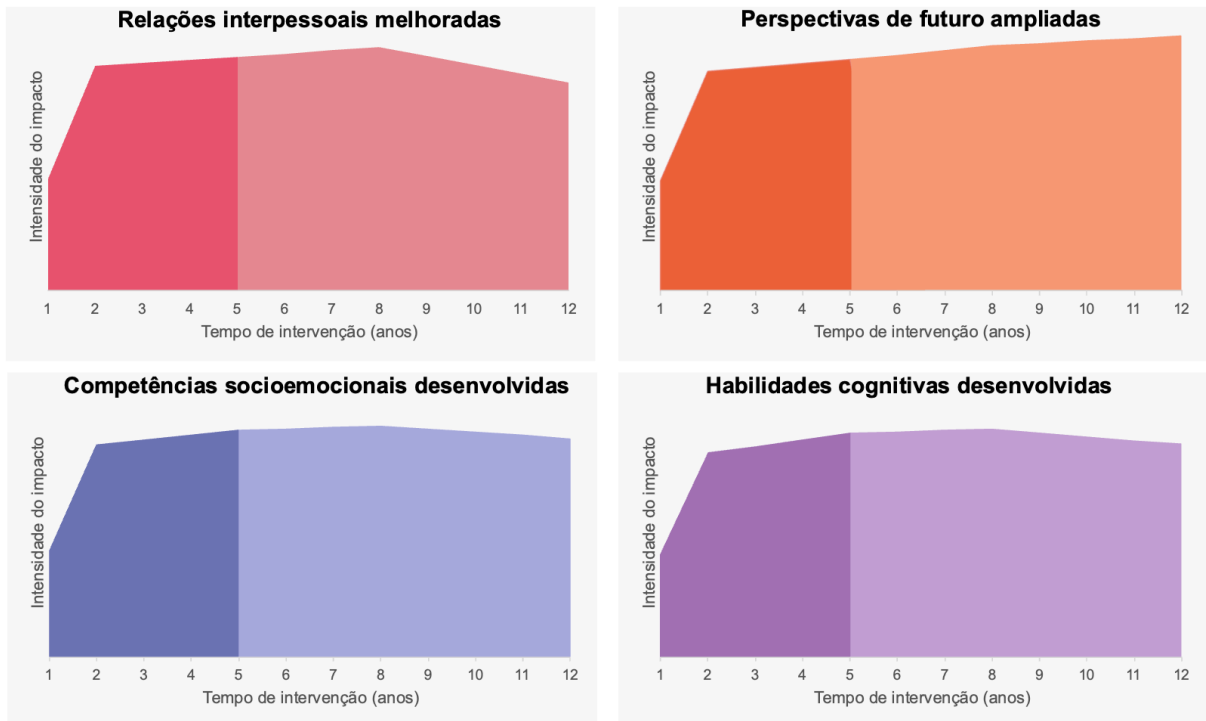 Relações interpessoais melhoradas
Intensidade do impacto
1 2 3 4 5 6 7 8 9 10 11 12
Tempo de intervenção (anos)
Perspectivas de futuro ampliadas
Intensidade do impacto
1 2 3 4 5 6 7 8 9 10 11 12
Tempo de intervenção (anos)
Competências socioemocionais desenvolvidas
Intensidade do impacto
1 2 3 4 5 6 7 8 9 10 11 12
Tempo de intervenção (anos)
Habilidades cognitivas desenvolvidas
Intensidade do impacto
1 2 3 4 5 6 7 8 9 10 11 12
Tempo de intervenção (anos)